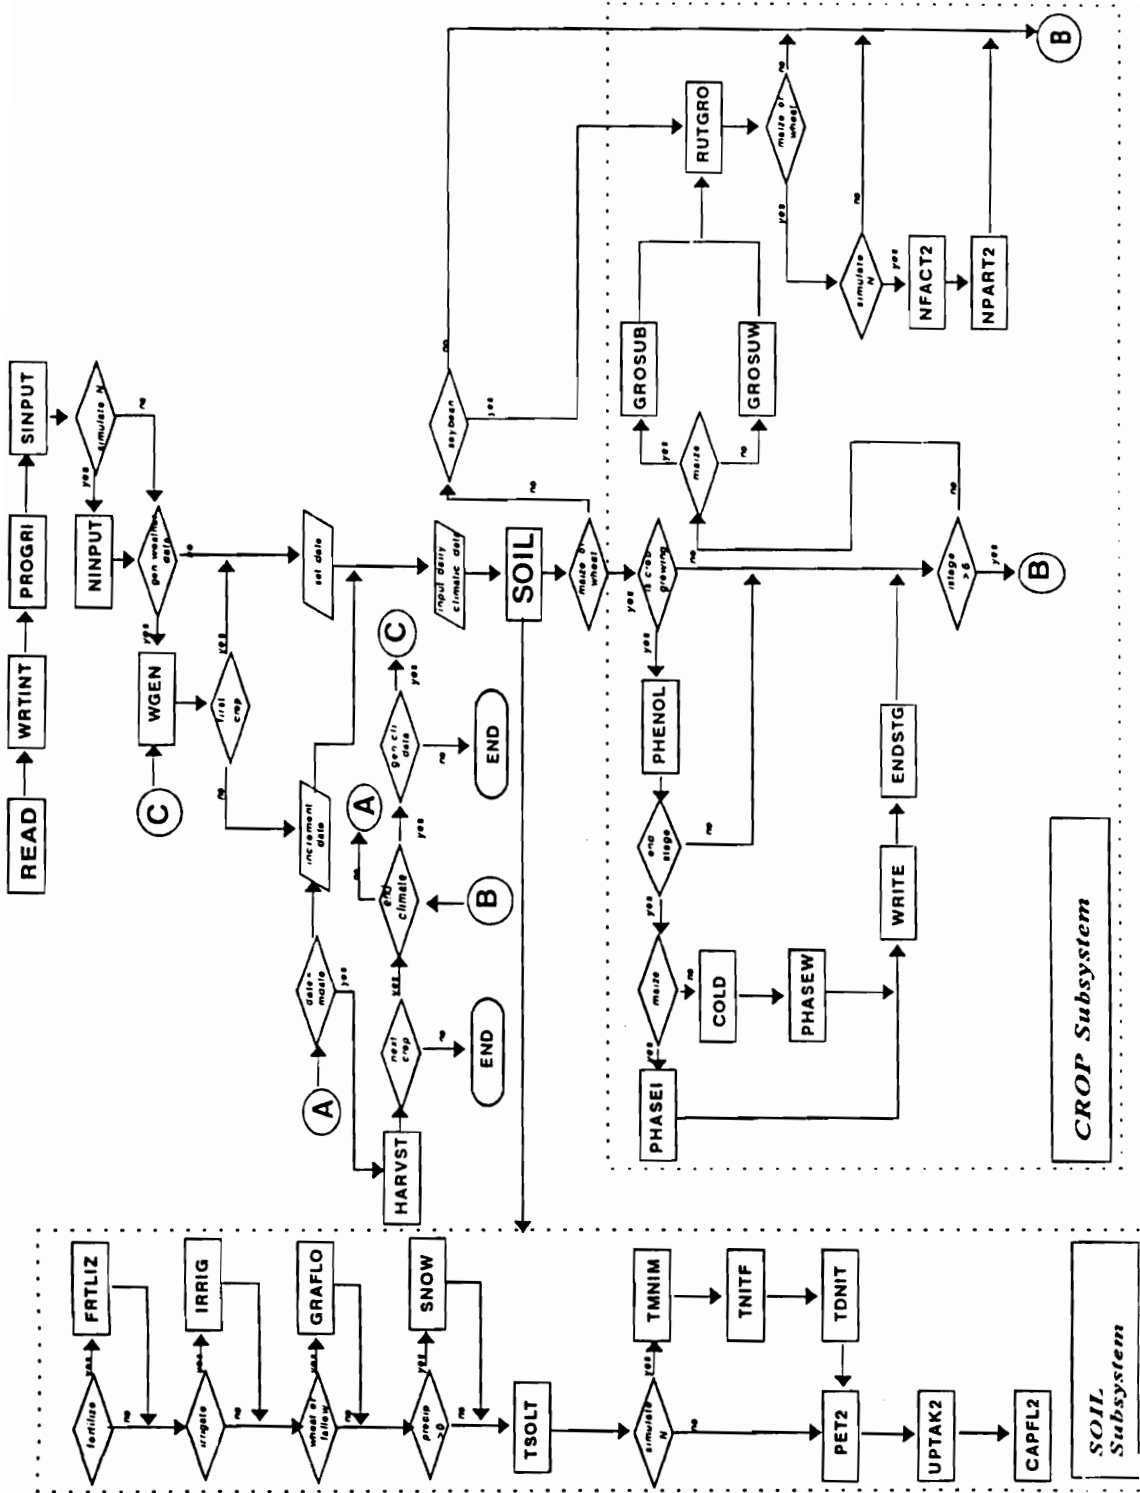 READ
WRTINT
PROGRI
SINPUT
simulate N
yes
no
NINPUT
gen weather
data
yes
no
C
WGEN
first
crop
yes
no
set date
increment
date
A
date =
mdate
yes
input daily
climatic data
HARVST
next
crop
yes
no
END
B
end
climate
no
A
yes
gen cli
data
yes
C
no
END
SOIL
maize or
wheat
no
yes
soybean
no
yes
CROP Subsystem
is crop
growing
yes
no
PHENOL
end
stage
no
yes
maize
yes
no
PHASEI
COLD
PHASEW
WRITE
ENDSTG
istage
> 6
no
yes
B
maize
yes
no
GROSUB
GROSUW
RUTGRO
maize or
wheat
no
yes
simulate
N
no
yes
NFACT2
NPART2
B
SOIL
Subsystem
fertilize
yes
no
FRTLIZ
irrigate
yes
no
IRRIG
wheat or
fallow
yes
no
GRAFLO
precip
>0
yes
no
SNOW
TSOLT
simulate
N
yes
no
TMNIM
TNITF
TDNIT
PET2
UPTAK2
CAPFL2